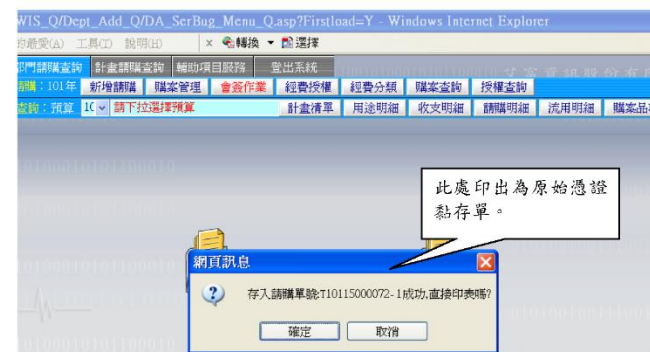 WIS_Q/Dept_Add_Q/DA_SerBug_Menu_Q.asp?Firstload=Y - Windows Internet Explorer
的最愛(A) 工具(T) 說明(H) × 轉換 ▼ 選擇
部門請購查詢 計畫請購查詢 輔助項目服務 登出系統
請購:101年 新增請購 購案管理 會簽作業 經費授權 經費分類 購案查詢 授權查詢
查詢:預算 1C 請下拉選擇預算 計畫清單 用途明細 收支明細 請購明細 流用明細 購案品
此處印出為原始憑證
黏存單。
網頁訊息
存入請購單號:T10115000072-1成功,直接印表嗎?
確定 取消